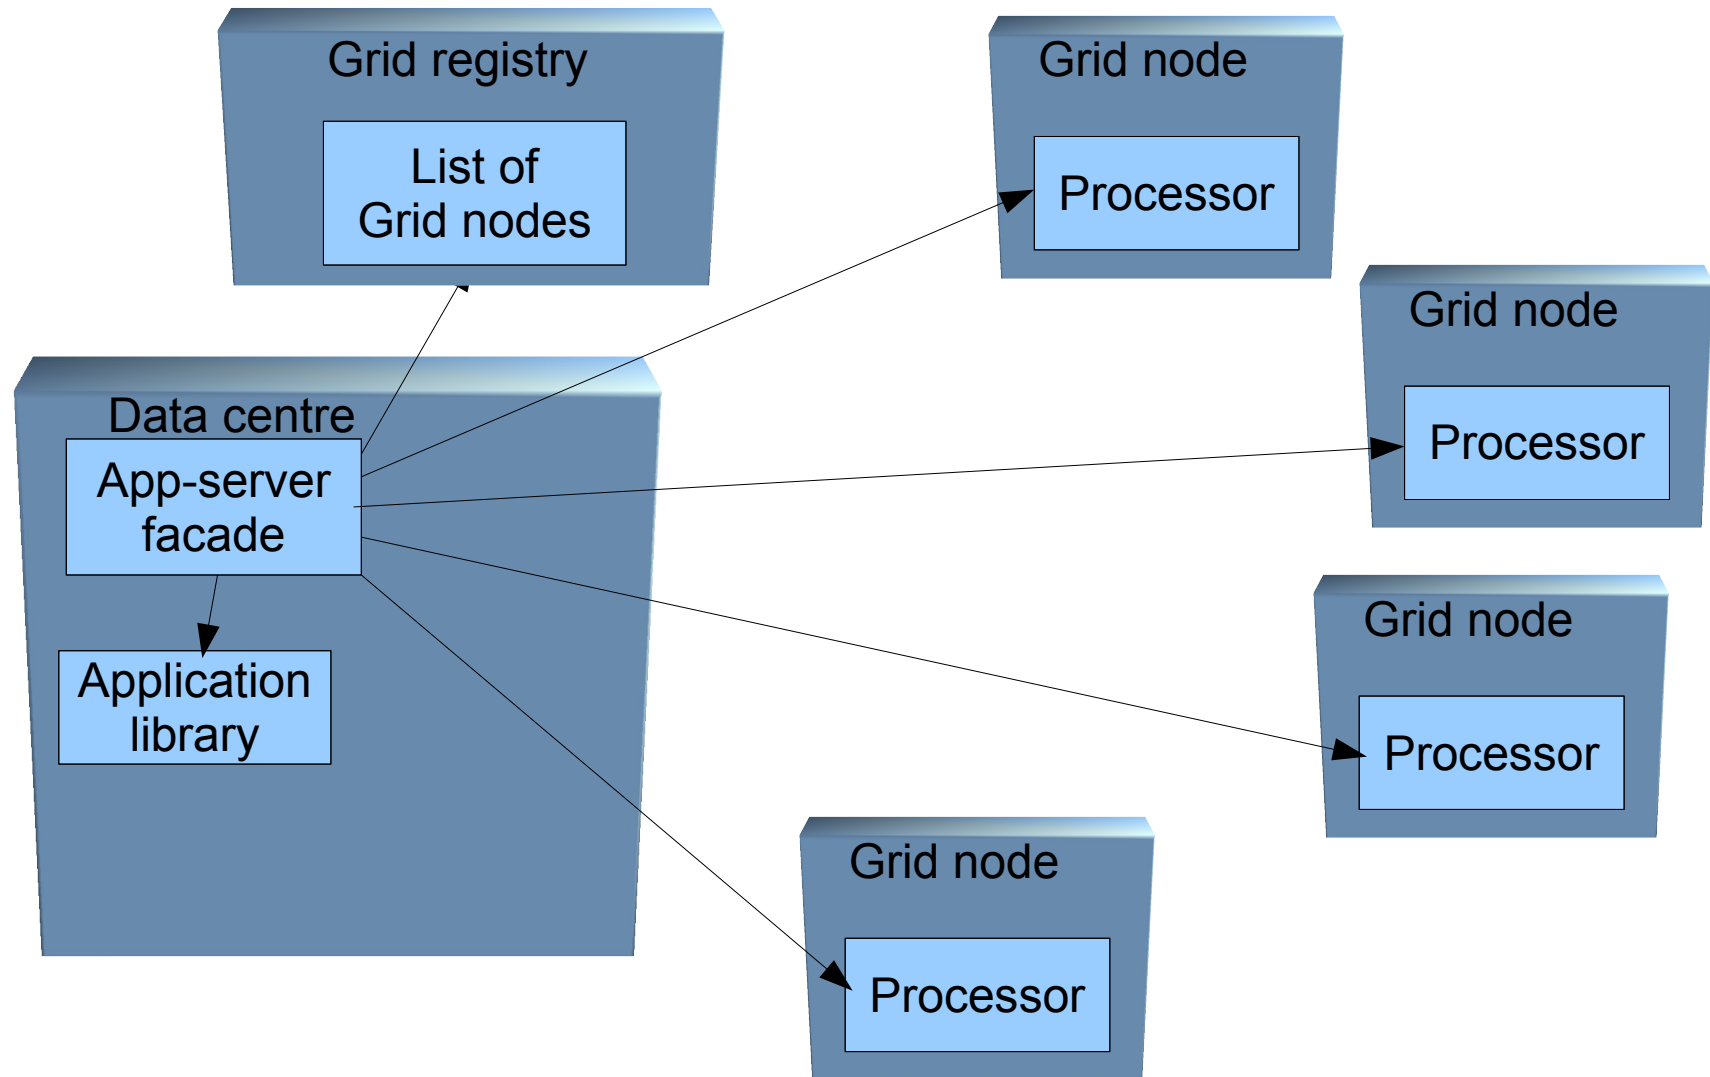 Grid registry
List of
Grid nodes
Grid node
Processor
Grid node
Processor
Data centre
App-server
facade
Application
library
Grid node
Processor
Grid node
Processor